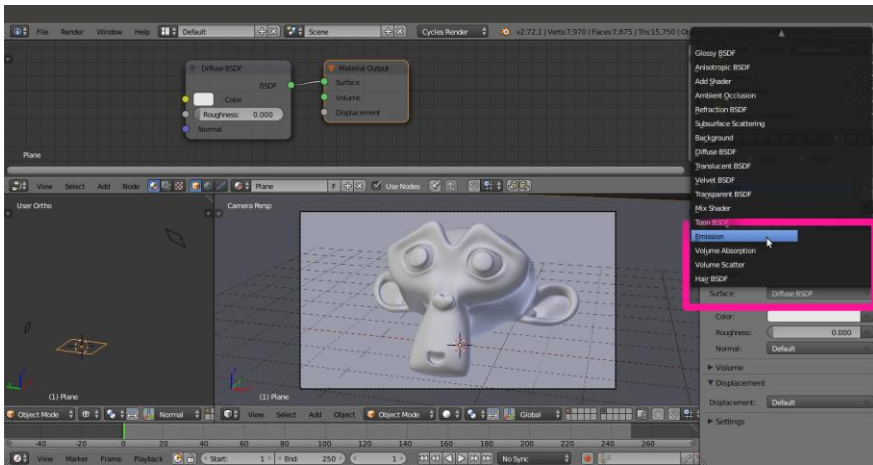 File Render Window Help Default Scene Cycles Render v2.72.1 | Verts:7,970 | Faces:7,875 | Tris:15,750 |
Diffuse BSDF
BSDF
Color
Roughness: 0.000
Normal
Material Output
Surface
Volume
Displacement
Plane
View Select Add Node Plane F Use Nodes
User Ortho
(1) Plane
Camera Persp
(1) Plane
Glossy BSDF
Anisotropic BSDF
Add Shader
Ambient Occlusion
Refraction BSDF
Subsurface Scattering
Background
Diffuse BSDF
Translucent BSDF
Velvet BSDF
Transparent BSDF
Mix Shader
Toon BSDF
Emission
Volume Absorption
Volume Scatter
Hair BSDF
Surface: Diffuse BSDF
Color:
Roughness: 0.000
Normal: Default
Volume
Displacement
Displacement: Default
Settings
Object Mode Normal View Select Add Object Object Mode Global
-40 -20 0 20 40 60 80 100 120 140 160 180 200 220 240 260
View Marker Frame Playback Start: 1 End: 250 1 No Sync